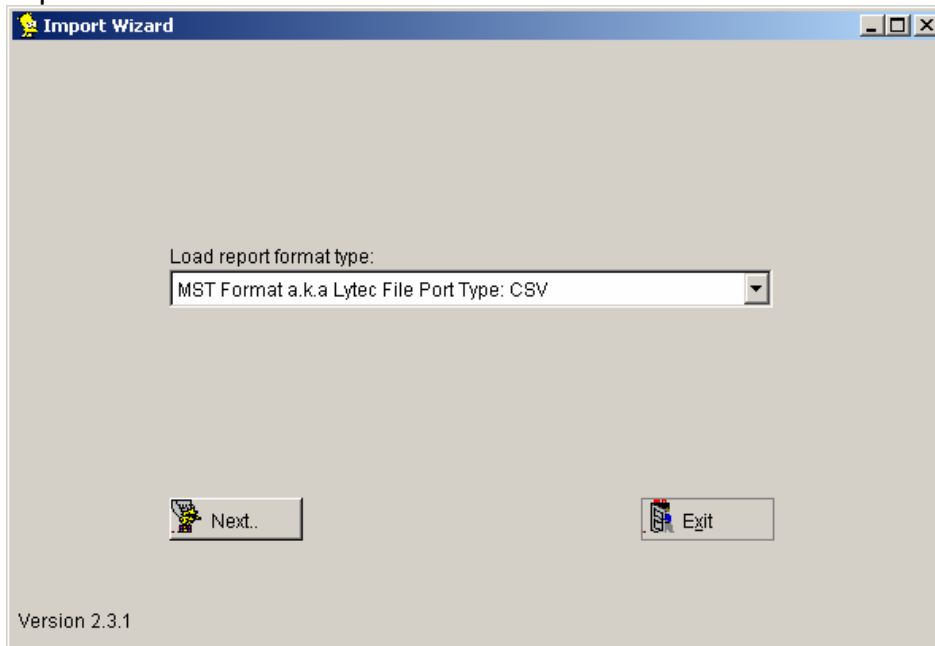 Import Wizard
Load report format type:
MST Format a.k.a Lytec File Port Type: CSV
Next..
Exit
Version 2.3.1